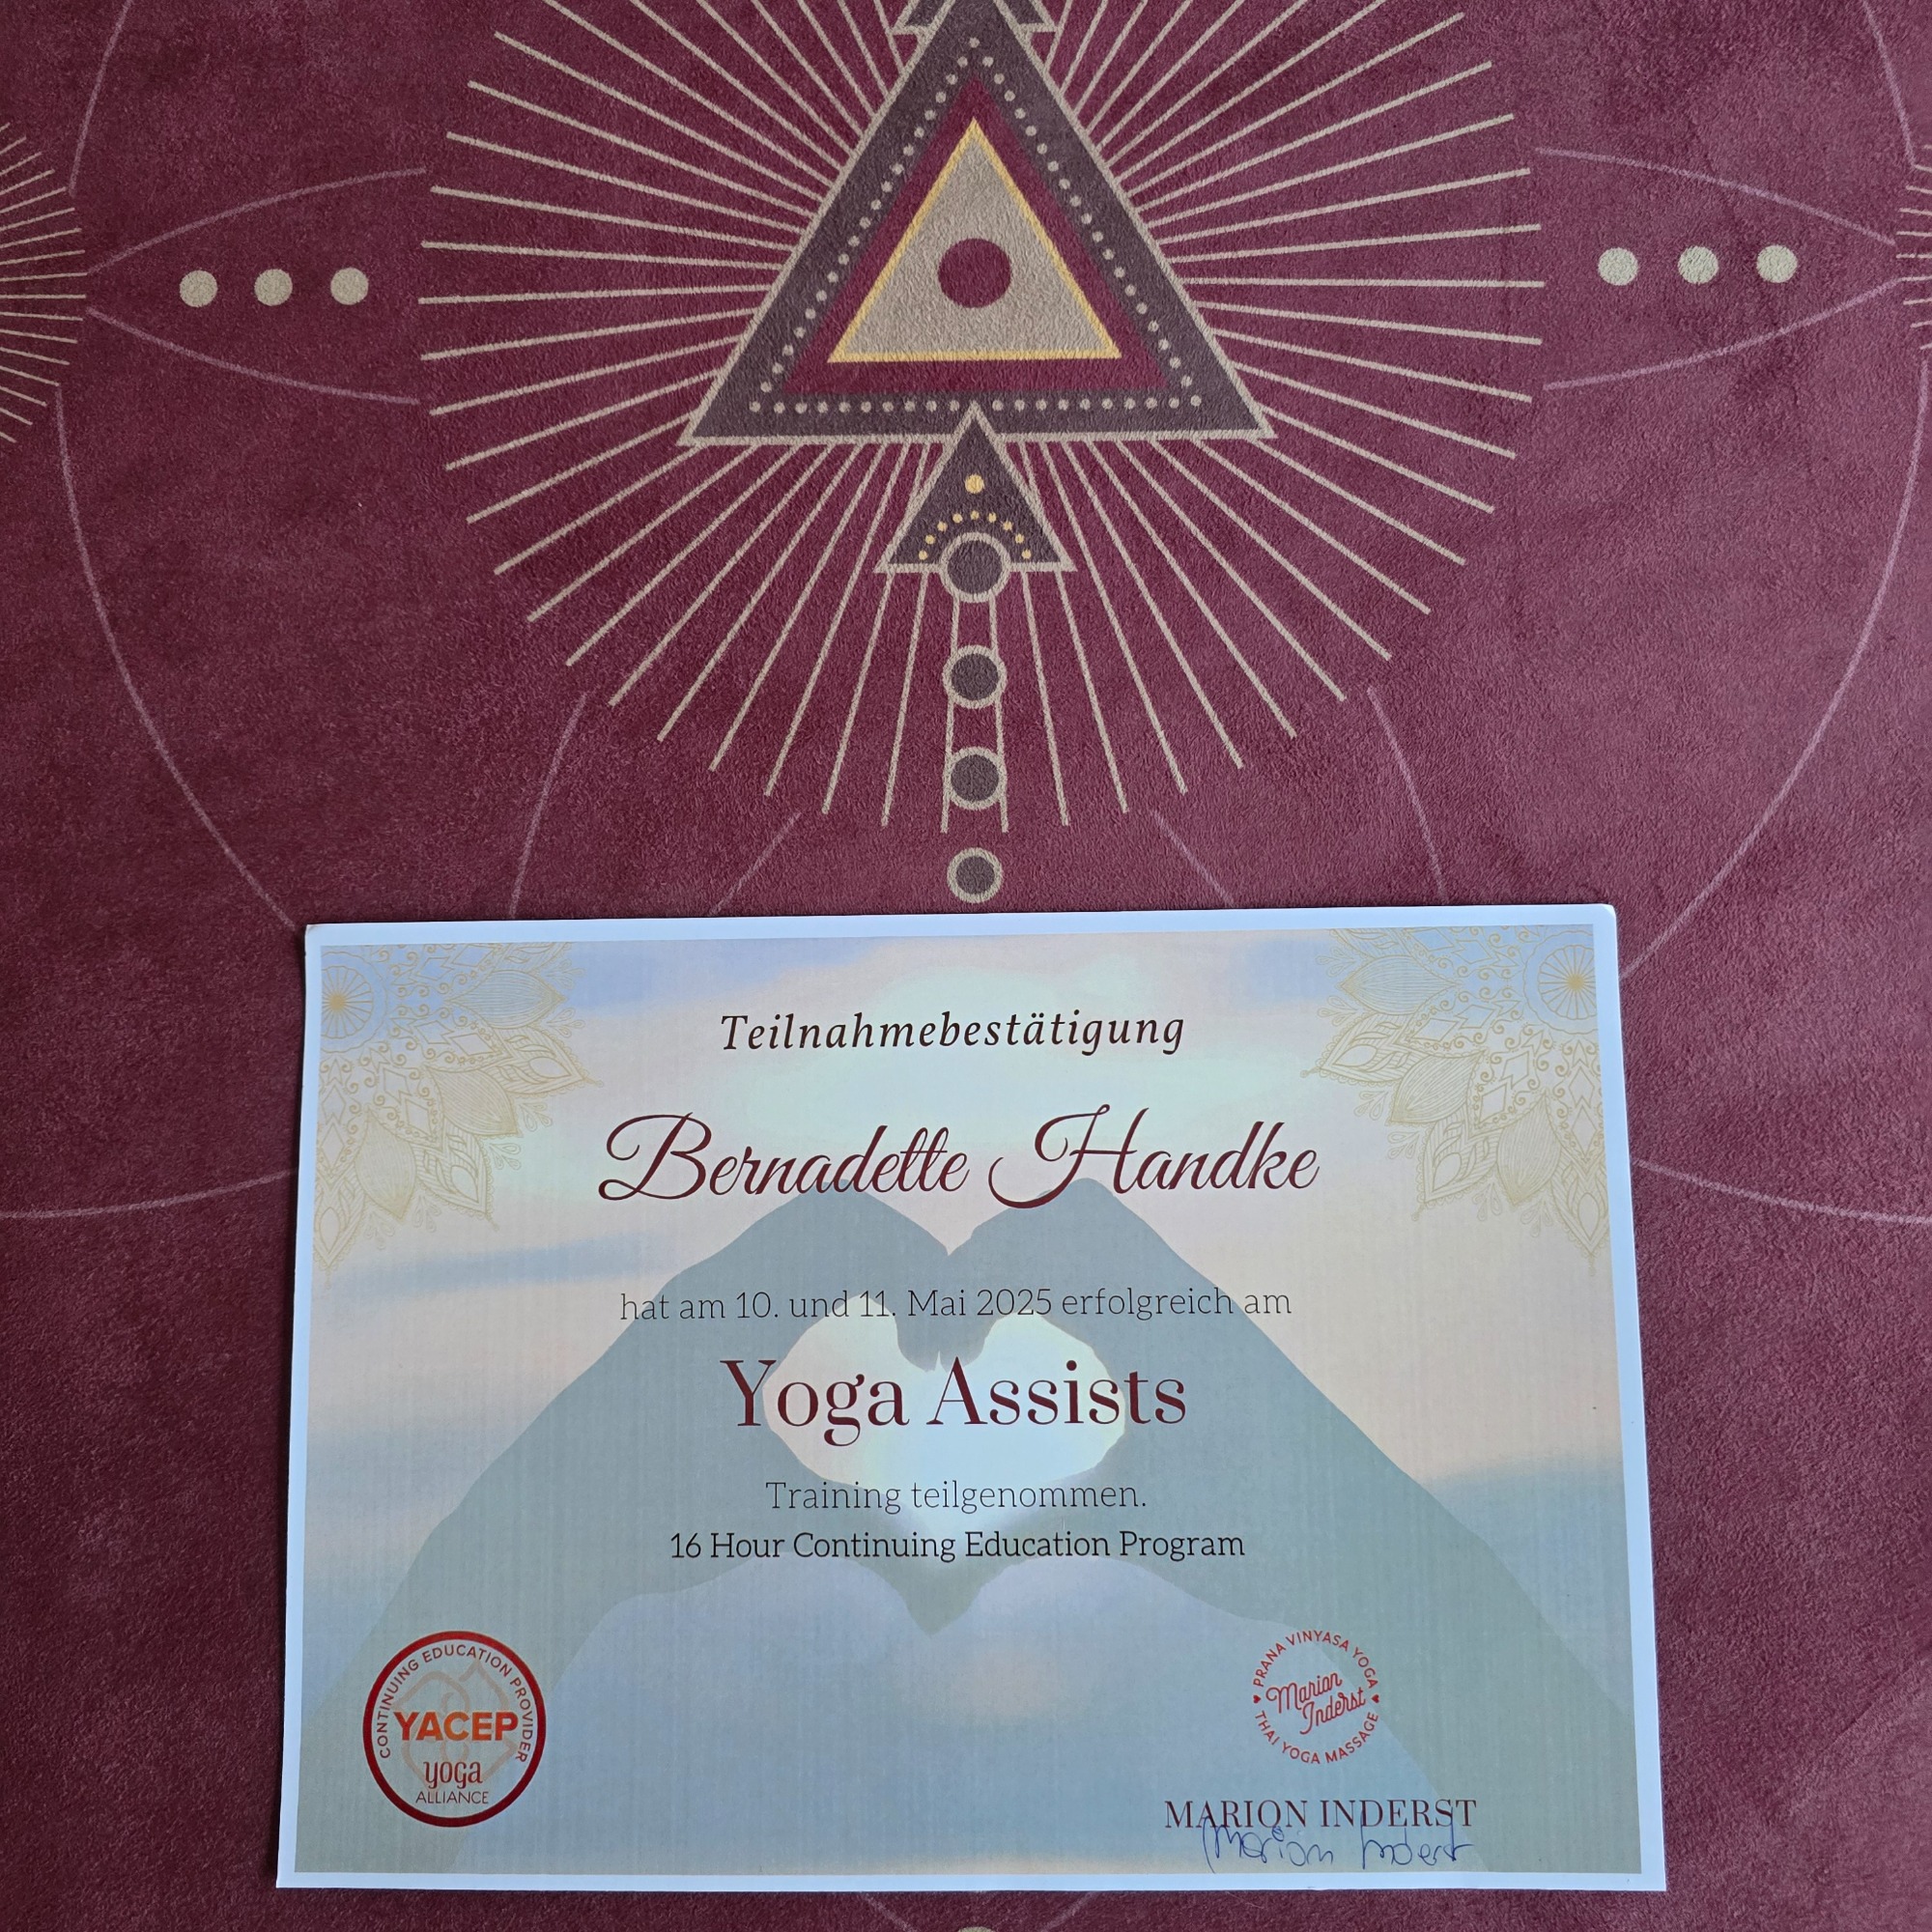 Teilnahmebestätigung
Bernadette Handke
hat am 10. und 11. Mai 2025 erfolgreich am
Yoga Assists
Training teilgenommen.
16 Hour Continuing Education Program
CONTINUING EDUCATION PROVIDER
YACEP
yoga
ALLIANCE
PRANA VINYASA YOGA
Marion
Inderst
THAI YOGA MASSAGE
MARION INDERST
Marion Inderst